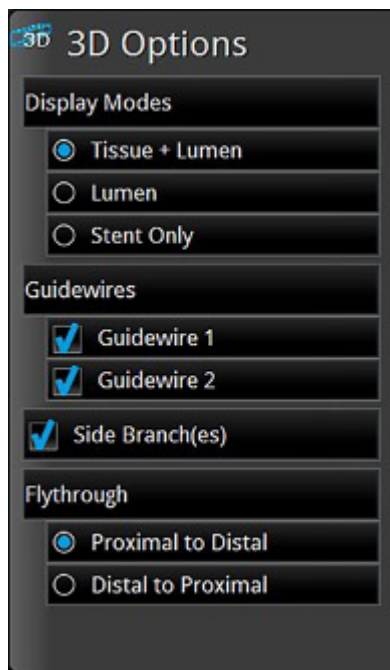 3D 3D Options
Display Modes
Tissue + Lumen
Lumen
Stent Only
Guidewires
Guidewire 1
Guidewire 2
Side Branch(es)
Flythrough
Proximal to Distal
Distal to Proximal